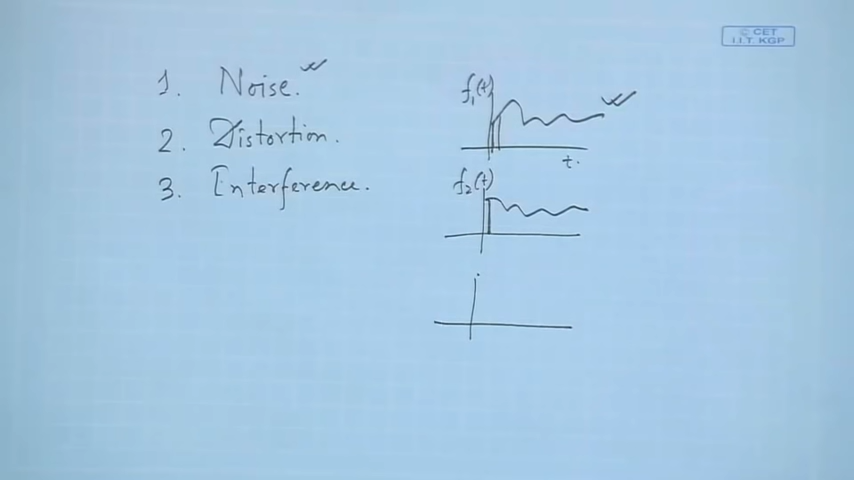 © CET
I.I.T. KGP
1. Noise.
2. Distortion.
3. Interference.
f₁(t)
t.
f₂(t)